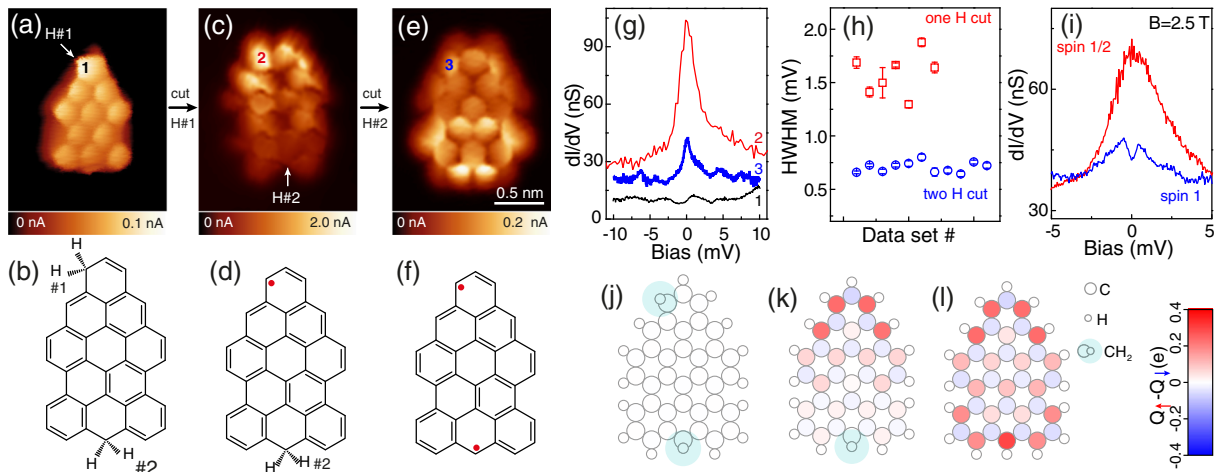 (a)
H#1
1
0 nA
0.1 nA
cut
H#1
(c)
2
H#2
0 nA
2.0 nA
cut
H#2
(e)
3
0.5 nm
0 nA
0.2 nA
(g)
dI/dV (nS)
90
60
30
0
2
3
1
-10
-5
0
5
10
Bias (mV)
(h)
one H cut
HWHM (mV)
2.0
1.5
1.0
0.5
two H cut
Data set #
(i)
B=2.5 T
spin 1/2
dI/dV (nS)
60
30
spin 1
-5
0
5
Bias (mV)
(b)
H
H
#1
H
H
#2
(d)
H
H
#2
(f)
(j)
(k)
(l)
C
H
CH2
Q -Q (e)
0.4
0.2
0
-0.2
-0.4